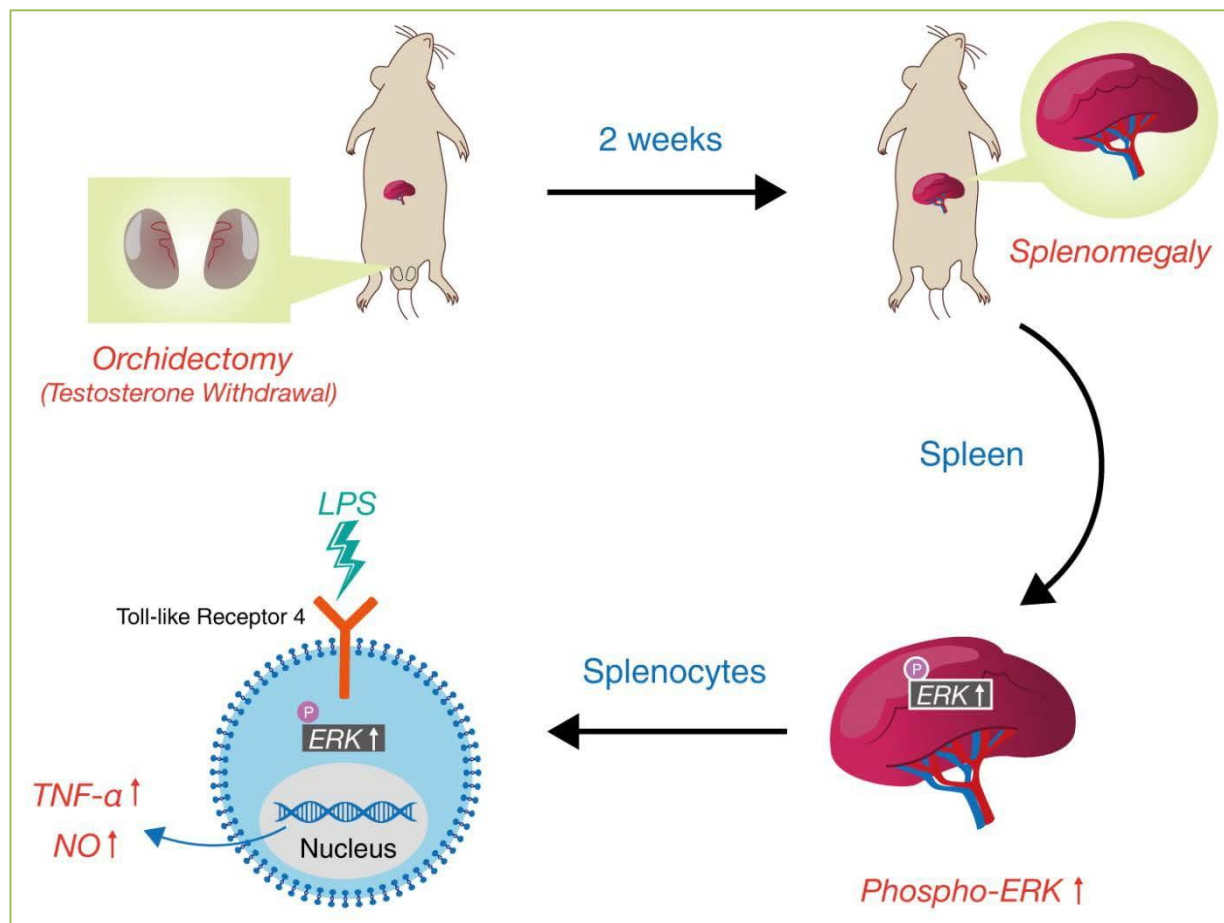 2 weeks
Splenomegaly
Orchidectomy
(Testosterone Withdrawal)
Spleen
LPS
Toll-like Receptor 4
P
ERK ↑
Splenocytes
P
ERK ↑
TNF-α ↑
NO ↑
Nucleus
Phospho-ERK ↑